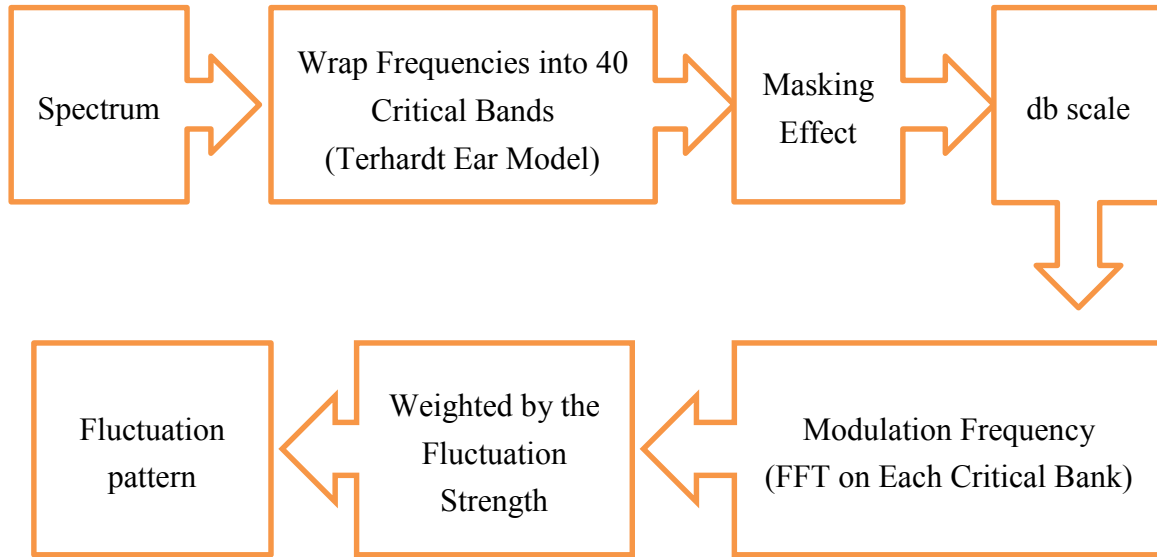 Spectrum
Wrap Frequencies into 40
Critical Bands
(Terhardt Ear Model)
Masking
Effect
db scale
Modulation Frequency
(FFT on Each Critical Bank)
Weighted by the
Fluctuation
Strength
Fluctuation
pattern